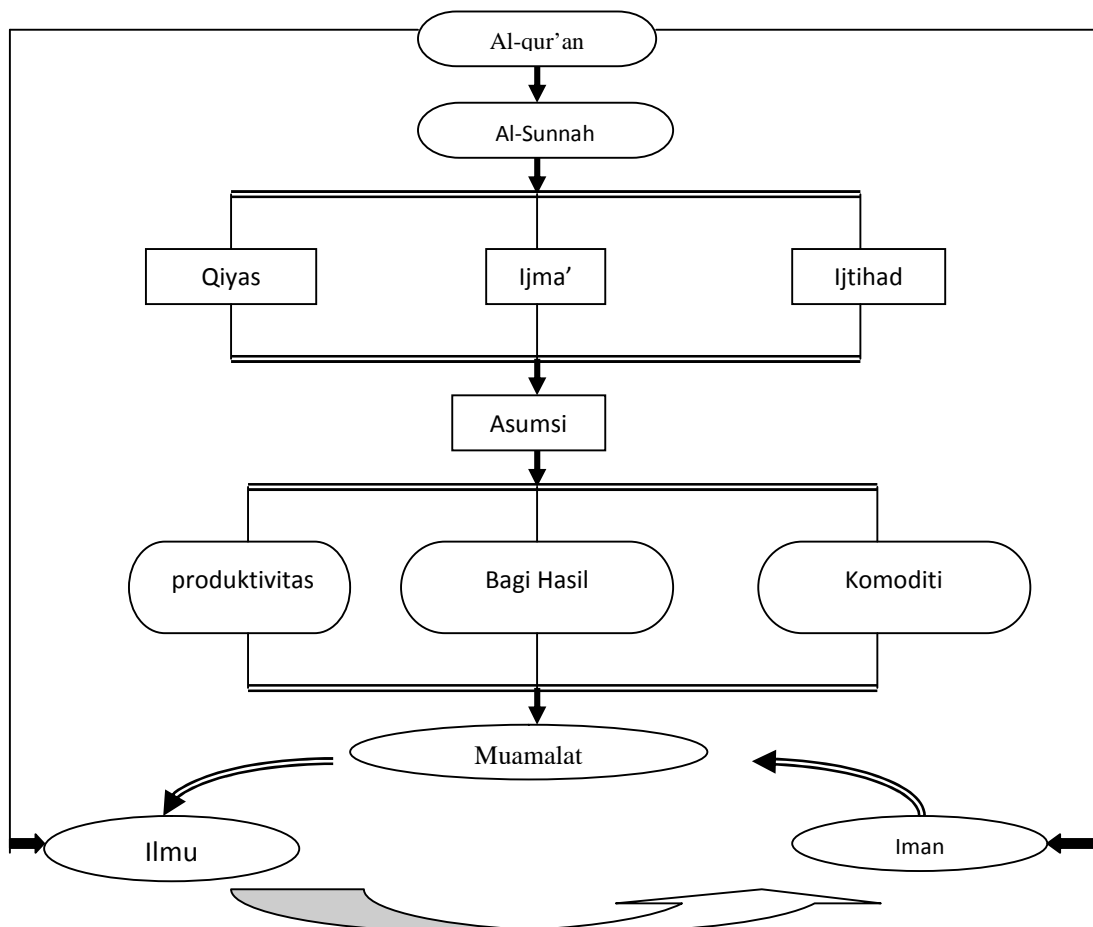 Al-qur’an
Al-Sunnah
Qiyas
Ijma’
Ijtihad
Asumsi
produktivitas
Bagi Hasil
Komoditi
Muamalat
Ilmu
Iman